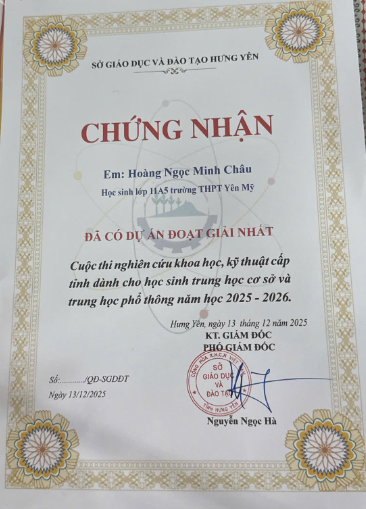 SỞ GIÁO DỤC VÀ ĐÀO TẠO HƯNG YÊN
CHỨNG NHẬN
Em: Hoàng Ngọc Minh Châu
Học sinh lớp 11A5 trường THPT Yên Mỹ
ĐÃ CÓ DỰ ÁN ĐOẠT GIẢI NHẤT
Cuộc thi nghiên cứu khoa học, kỹ thuật cấp
tỉnh dành cho học sinh trung học cơ sở và
trung học phổ thông năm học 2025 - 2026.
Hưng Yên, ngày 13 tháng 12 năm 2025
KT. GIÁM ĐỐC
PHÓ GIÁM ĐỐC
Số:............/QĐ-SGDĐT
Ngày 13/12/2025
SỞ
GIÁO DỤC
VÀ
ĐÀO TẠO
TỈNH HƯNG YÊN
Nguyễn Ngọc Hà